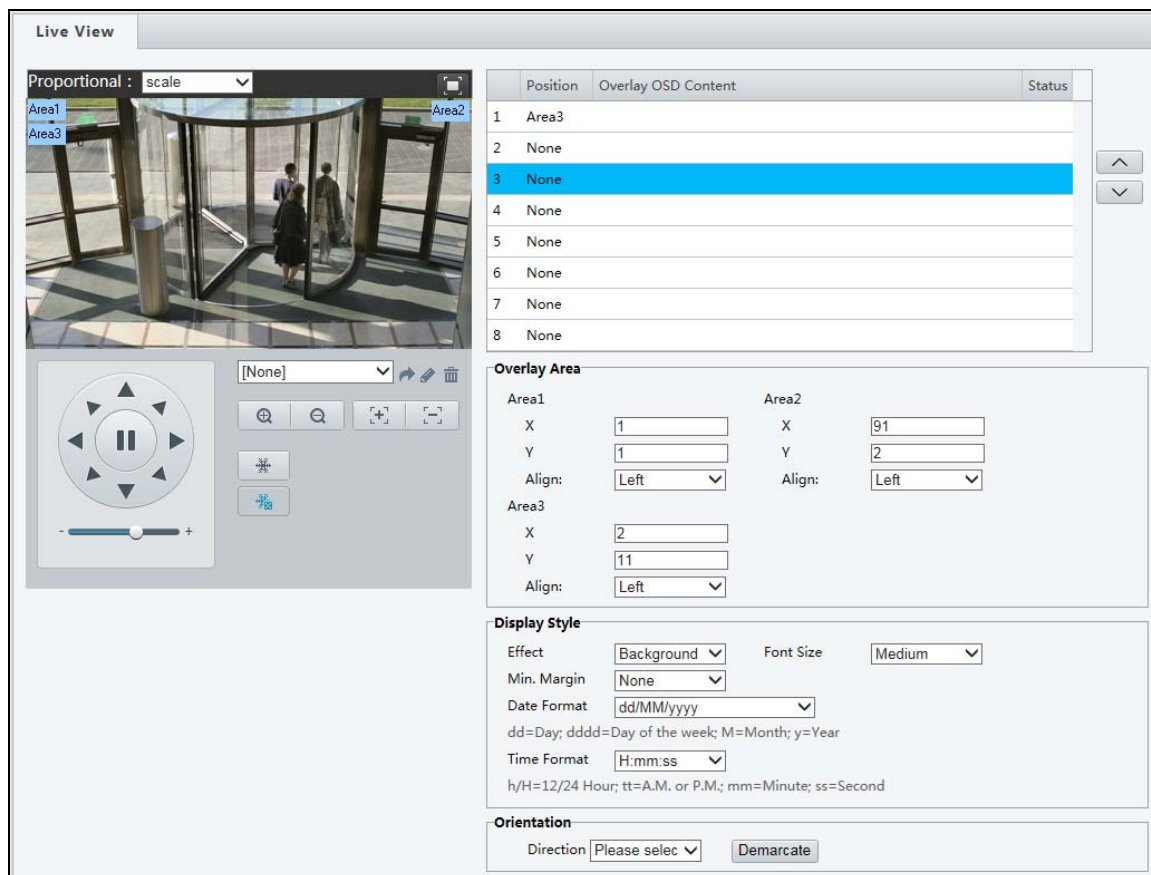 Live View
Proportional : scale
Area1
Area2
Area3
[None]
- +
Position Overlay OSD Content Status
1 Area3
2 None
3 None
4 None
5 None
6 None
7 None
8 None
Overlay Area
Area1 Area2
X 1 X 91
Y 1 Y 2
Align: Left Align: Left
Area3
X 2
Y 11
Align: Left
Display Style
Effect Background Font Size Medium
Min. Margin None
Date Format dd/MM/yyyy
dd=Day; dddd=Day of the week; M=Month; y=Year
Time Format H:mm:ss
h/H=12/24 Hour; tt=A.M. or P.M.; mm=Minute; ss=Second
Orientation
Direction Please selec Demarcate